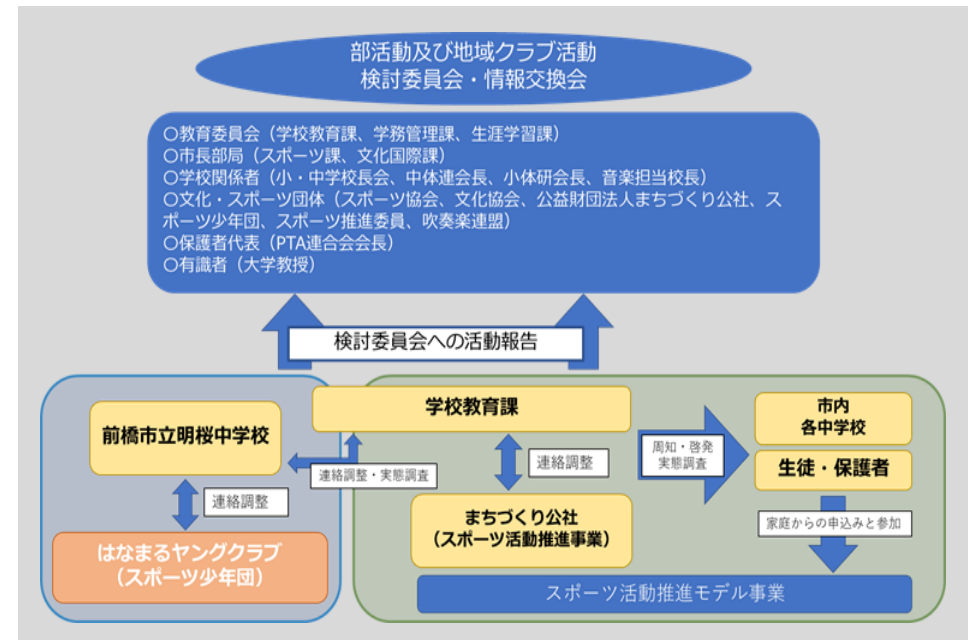 部活動及び地域クラブ活動
検討委員会・情報交換会
○教育委員会（学校教育課、学務管理課、生涯学習課）
○市長部局（スポーツ課、文化国際課）
○学校関係者（小・中学校長会、中体連会長、小体研会長、音楽担当校長）
○文化・スポーツ団体（スポーツ協会、文化協会、公益財団法人まちづくり公社、ス
ポーツ少年団、スポーツ推進委員、吹奏楽連盟）
○保護者代表（PTA連合会会長）
○有識者（大学教授）
検討委員会への活動報告
学校教育課
前橋市立明桜中学校
連絡調整・実態調査
連絡調整
はなまるヤングクラブ
（スポーツ少年団）
連絡調整
まちづくり公社
（スポーツ活動推進事業）
周知・啓発
実態調査
市内
各中学校
生徒・保護者
家庭からの申込みと参加
スポーツ活動推進モデル事業